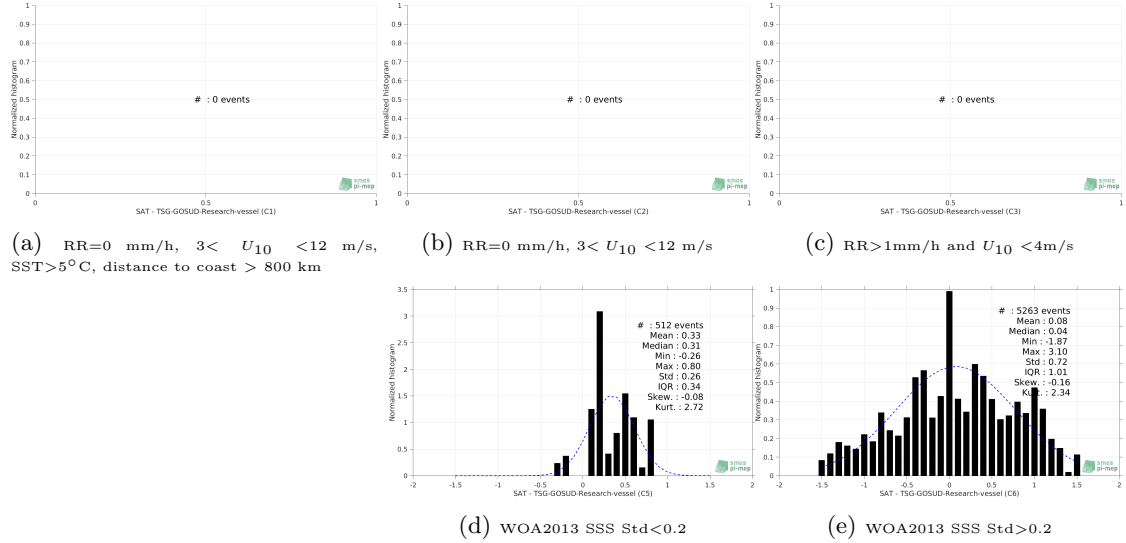 1
0.9
0.8
0.7
0.6
0.5
0.4
0.3
0.2
0.1
0
Normalized histogram
# : 0 events
smos
pi-mep
0 0.5 1
SAT - TSG-GOSUD-Research-vessel (C1)
(a) RR=0 mm/h, 3< U10 <12 m/s,
SST>5°C, distance to coast > 800 km
1
0.9
0.8
0.7
0.6
0.5
0.4
0.3
0.2
0.1
0
Normalized histogram
# : 0 events
smos
pi-mep
0 0.5 1
SAT - TSG-GOSUD-Research-vessel (C2)
(b) RR=0 mm/h, 3< U10 <12 m/s
1
0.9
0.8
0.7
0.6
0.5
0.4
0.3
0.2
0.1
0
Normalized histogram
# : 0 events
smos
pi-mep
0 0.5 1
SAT - TSG-GOSUD-Research-vessel (C3)
(c) RR>1mm/h and U10 <4m/s
3.5
3
2.5
2
1.5
1
0.5
0
Normalized histogram
# : 512 events
Mean : 0.33
Median : 0.31
Min : -0.26
Max : 0.80
Std : 0.26
IQR : 0.34
Skew. : -0.08
Kurt. : 2.72
smos
pi-mep
-2 -1.5 -1 -0.5 0 0.5 1 1.5 2
SAT - TSG-GOSUD-Research-vessel (C5)
(d) WOA2013 SSS Std<0.2
1
0.9
0.8
0.7
0.6
0.5
0.4
0.3
0.2
0.1
0
Normalized histogram
# : 5263 events
Mean : 0.08
Median : 0.04
Min : -1.87
Max : 3.10
Std : 0.72
IQR : 1.01
Skew. : -0.16
Kurt. : 2.34
smos
pi-mep
-2 -1.5 -1 -0.5 0 0.5 1 1.5 2
SAT - TSG-GOSUD-Research-vessel (C6)
(e) WOA2013 SSS Std>0.2